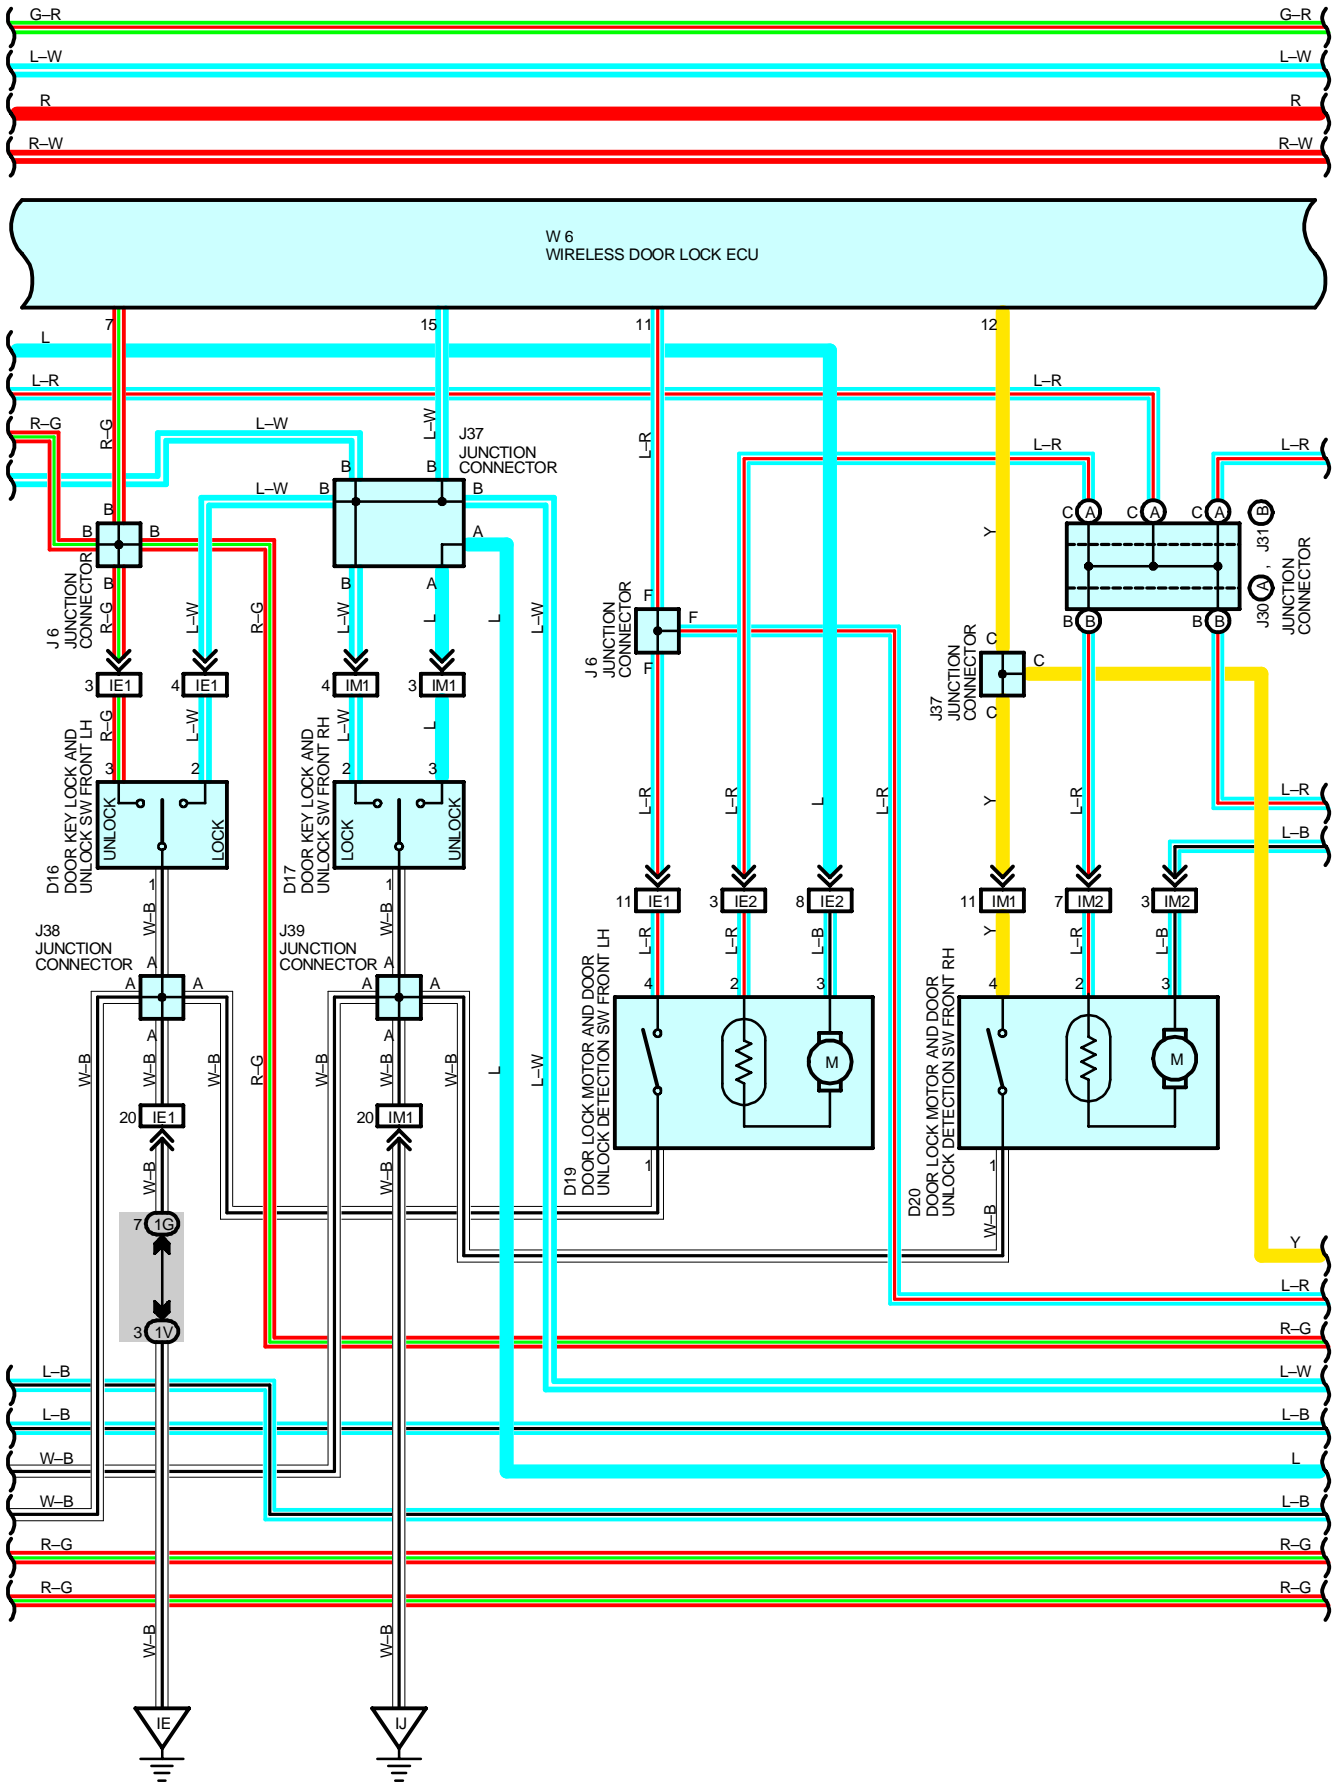 G–R G–R
L–W L–W
R R
R–W R–W
W 6
WIRELESS DOOR LOCK ECU
7 15 11 12
L
L–R L–R
R–G R–G L–W L–W L–R L–R L–R
J37
JUNCTION
CONNECTOR
B B
L–W B B Y
B A
B B B
C A C A C A
J30 A , J31 B
JUNCTION
CONNECTOR
B B B B
B B A
J 6
JUNCTION
CONNECTOR
R–G L–W R–G L–W L L L–W
F F F
J 6
JUNCTION
CONNECTOR
C C C
J37
JUNCTION
CONNECTOR
3 IE1 4 IE1 4 IM1 3 IM1
R–G L–W L–W L
3 2 2 3
UNLOCK LOCK
D16
DOOR KEY LOCK AND
UNLOCK SW FRONT LH
LOCK UNLOCK
D17
DOOR KEY LOCK AND
UNLOCK SW FRONT RH
L–R L–R L L–R Y L–R L–R
L–B
1 1
W–B W–B
11 IE1 3 IE2 8 IE2 11 IM1 7 IM2 3 IM2
L–R L–R L–B Y L–R L–B
J38
JUNCTION
CONNECTOR
A A A A
J39
JUNCTION
CONNECTOR
A A A A
4 2 3 4 2 3
M M
W–B W–B W–B R–G W–B W–B W–B L L–W
D19
DOOR LOCK MOTOR AND DOOR
UNLOCK DETECTION SW FRONT LH
D20
DOOR LOCK MOTOR AND DOOR
UNLOCK DETECTION SW FRONT RH
20 IE1 20 IM1
1 1
W–B W–B W–B
7 1G
Y
L–R
3 1V R–G
L–B L–W
L–B L–B
W–B L
W–B L–B
R–G R–G
R–G R–G
W–B W–B
IE IJ